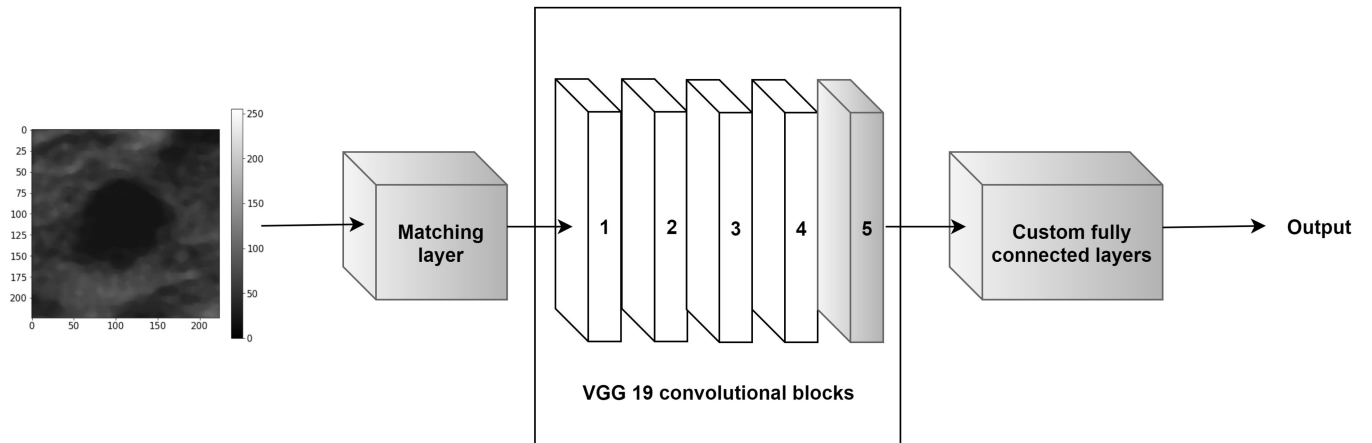 0
25
50
75
100
125
150
175
200
0 50 100 150 200
250
200
150
100
50
0
Matching
layer
1 2 3 4 5
VGG 19 convolutional blocks
Custom fully
connected layers
Output